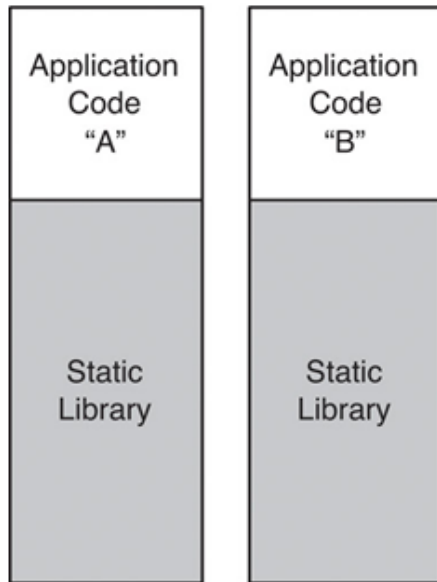 Application
Code
“A”
Static
Library
Application
Code
“B”
Static
Library